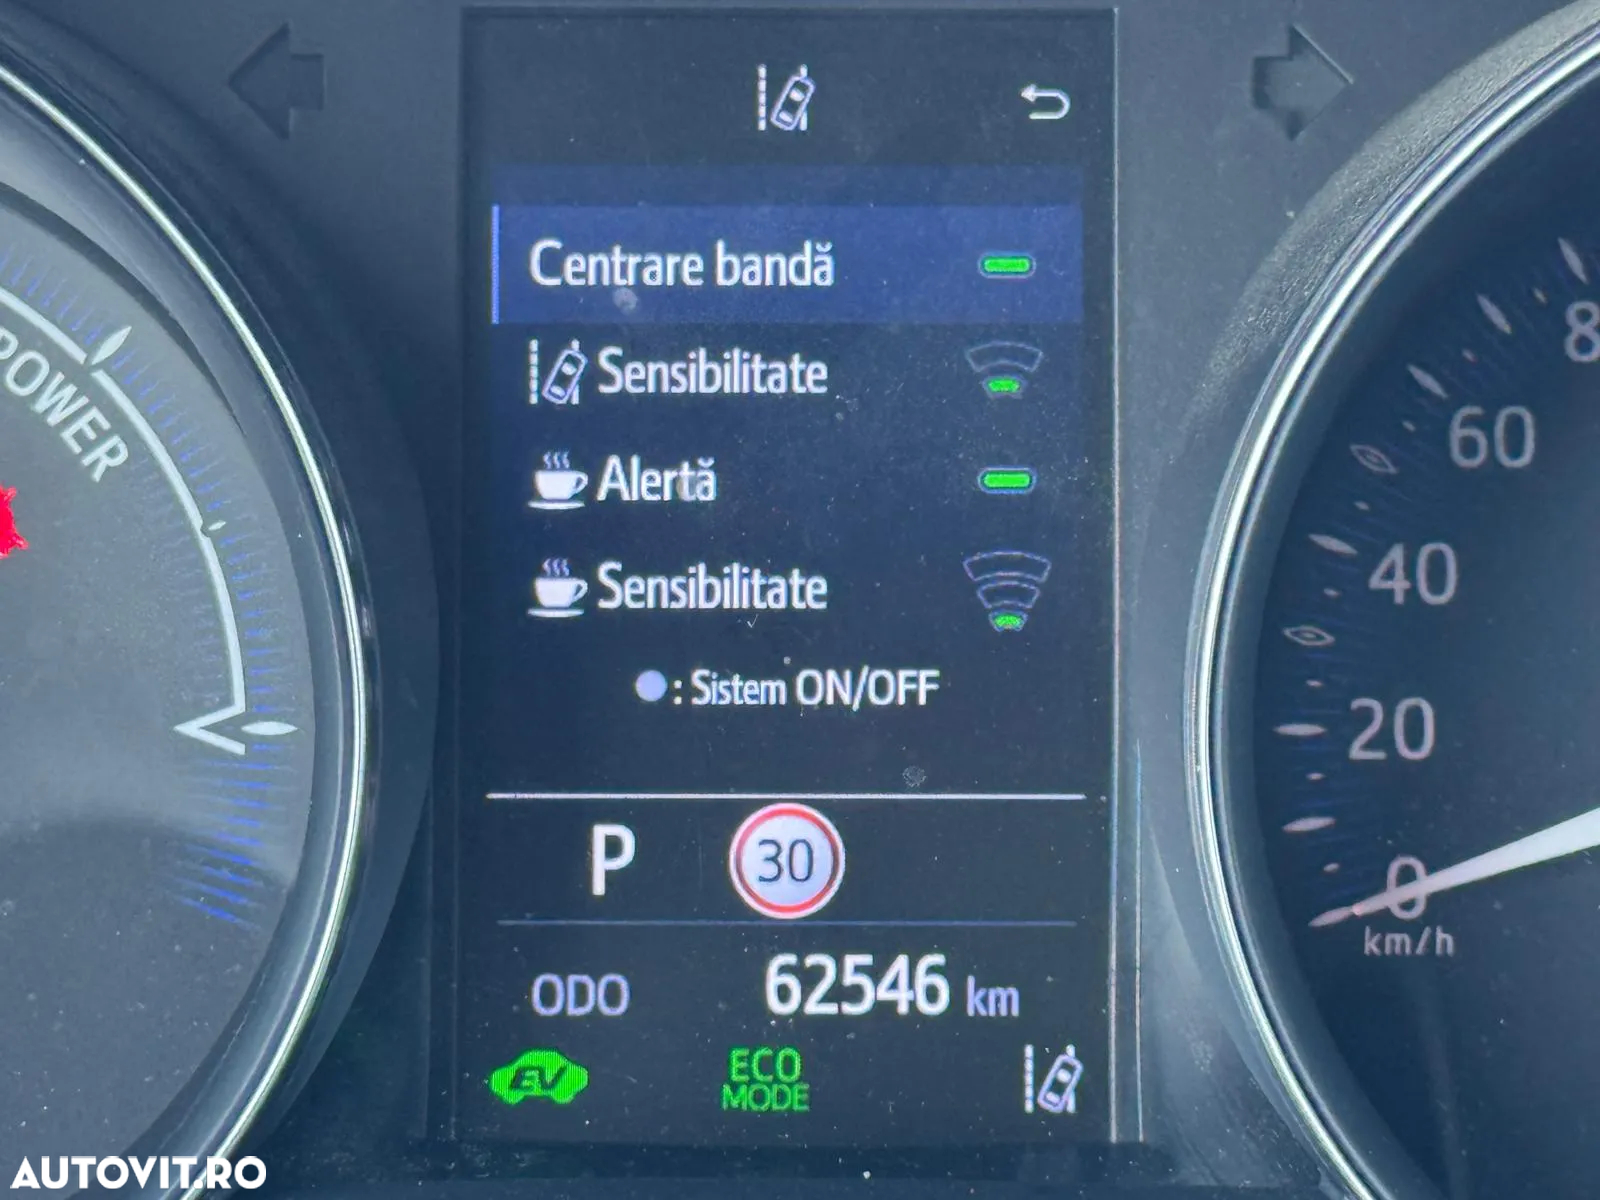 Centrare bandă
Sensibilitate
Alertă
Sensibilitate
: Sistem ON/OFF
POWER
80
60
40
20
0
km/h
P
30
ODO 62546 km
EV
ECO
MODE
AUTOVIT.RO